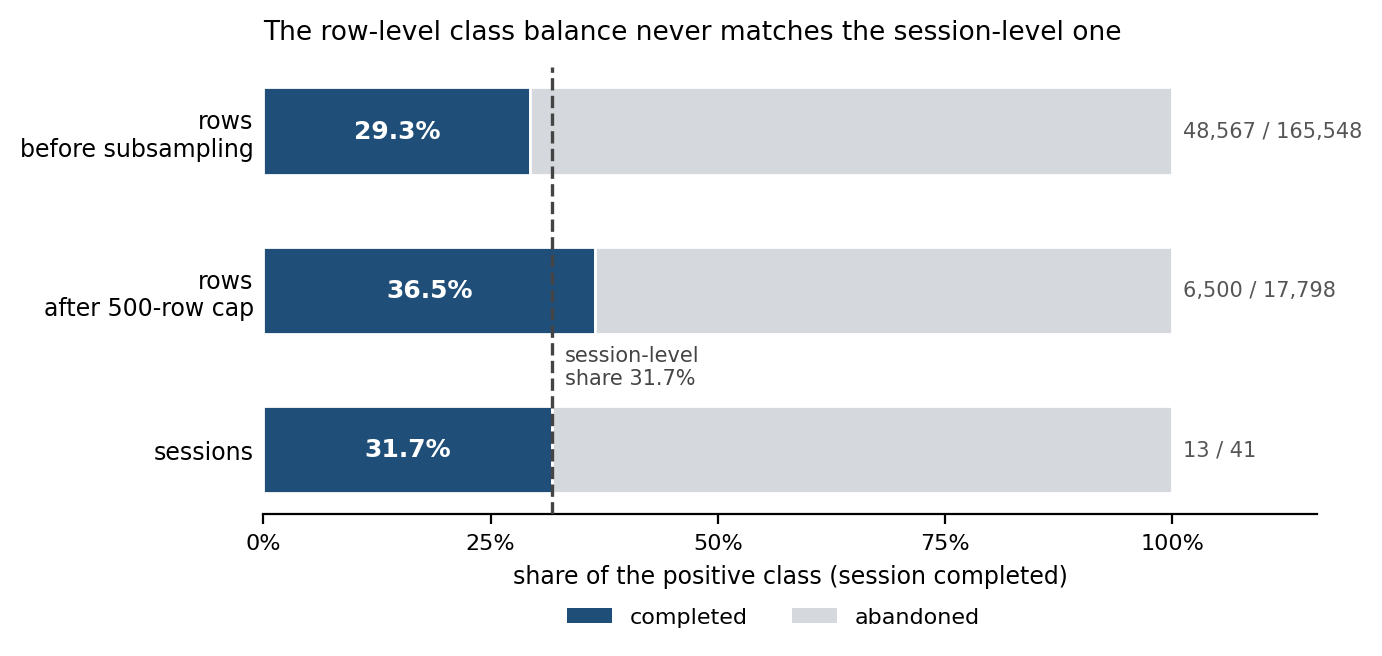 The row-level class balance never matches the session-level one
rows
before subsampling
29.3%
48,567 / 165,548
rows
after 500-row cap
36.5%
6,500 / 17,798
session-level
share 31.7%
sessions
31.7%
13 / 41
0%
25%
50%
75%
100%
share of the positive class (session completed)
completed
abandoned